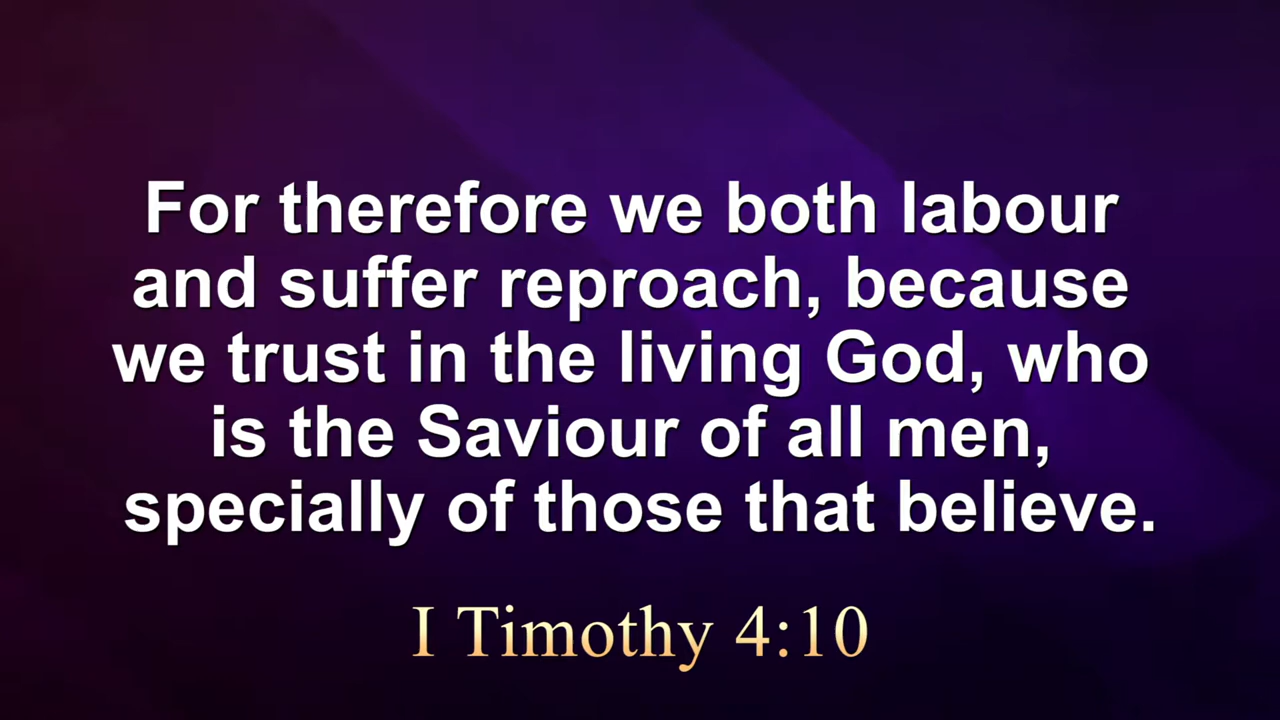 For therefore we both labour
and suffer reproach, because
we trust in the living God, who
is the Saviour of all men,
specially of those that believe.
I Timothy 4:10